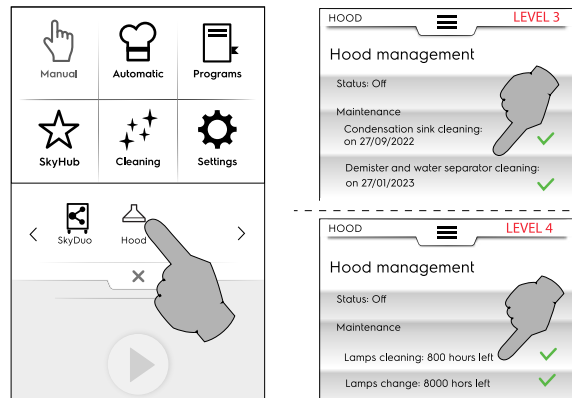 Manual
Automatic
Programs
SkyHub
Cleaning
Settings
SkyDuo
Hood
HOOD
LEVEL 3
Hood management
Status: Off
Maintenance
Condensation sink cleaning:
on 27/09/2022
Demister and water separator cleaning:
on 27/01/2023
HOOD
LEVEL 4
Hood management
Status: Off
Maintenance
Lamps cleaning: 800 hours left
Lamps change: 8000 hors left